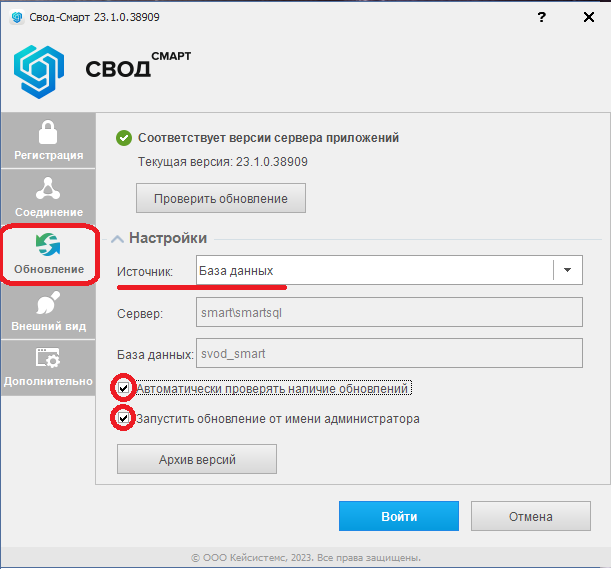 Свод-Смарт 23.1.0.38909
?
СВОД СМАРТ
Регистрация
Соединение
Обновление
Внешний вид
Дополнительно
Соответствует версии сервера приложений
Текущая версия: 23.1.0.38909
Проверить обновление
Настройки
Источник: База данных
Сервер: smart\smartsql
База данных: svod_smart
Автоматически проверять наличие обновлений
Запустить обновление от имени администратора
Архив версий
Войти Отмена
© ООО Кейсистемс, 2023. Все права защищены.